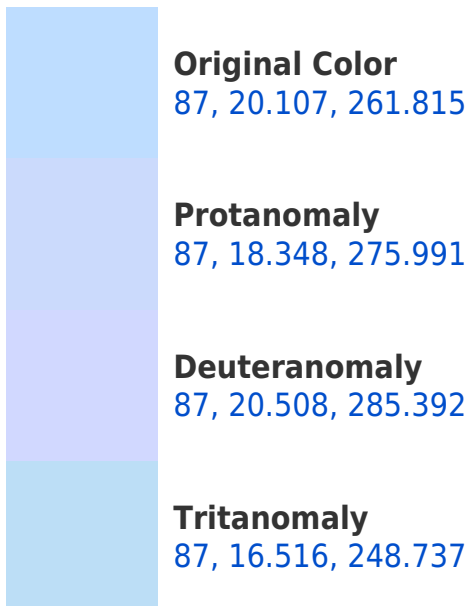 Original Color
87, 20.107, 261.815
Protanomaly
87, 18.348, 275.991
Deuteranomaly
87, 20.508, 285.392
Tritanomaly
87, 16.516, 248.737